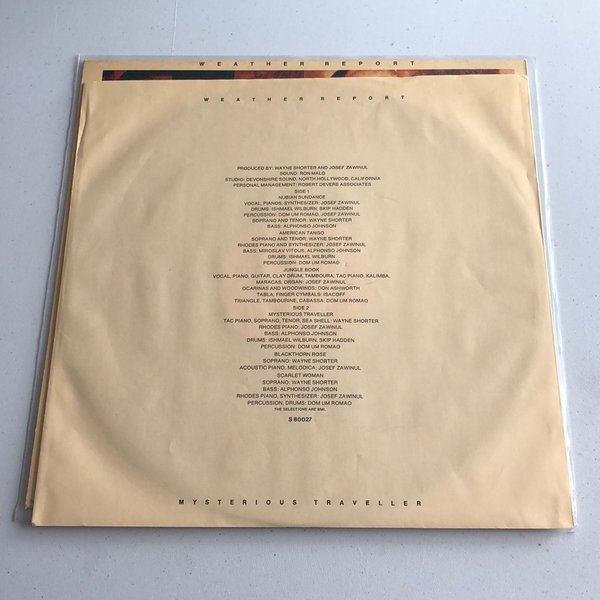 WEATHER REPORT
WEATHER REPORT
PRODUCED BY: WAYNE SHORTER AND JOSEF ZAWINUL
SOUND: RON MALO
STUDIO: DEVONSHIRE SOUND, NORTH HOLLYWOOD, CALIFORNIA
PERSONAL MANAGEMENT: ROBERT DEVERE ASSOCIATES
SIDE 1
NUBIAN SUNDANCE
VOCAL, PIANOS, SYNTHESIZER: JOSEF ZAWINUL
DRUMS: ISHMAEL WILBURN, SKIP HADDEN
PERCUSSION: DOM UM ROMAO, JOSEF ZAWINUL
SOPRANO AND TENOR: WAYNE SHORTER
BASS: ALPHONSO JOHNSON
AMERICAN TANGO
SOPRANO AND TENOR: WAYNE SHORTER
RHODES PIANO AND SYNTHESIZER: JOSEF ZAWINUL
BASS: MIROSLAV VITOUS, ALPHONSO JOHNSON
DRUMS: ISHMAEL WILBURN
PERCUSSION: DOM UM ROMAO
JUNGLE BOOK
VOCAL, PIANO, GUITAR, CLAY DRUM, TAMBOURA, TAC PIANO, KALIMBA,
MARACAS, ORGAN: JOSEF ZAWINUL
OCARINAS AND WOODWINDS: DON ASHWORTH
TABLA, FINGER CYMBALS: ISACOFF
TRIANGLE, TAMBOURINE, CABASSA: DOM UM ROMAO
SIDE 2
MYSTERIOUS TRAVELLER
TAC PIANO, SOPRANO, TENOR, SEA SHELL: WAYNE SHORTER
RHODES PIANO: JOSEF ZAWINUL
BASS: ALPHONSO JOHNSON
DRUMS: ISHMAEL WILBURN, SKIP HADDEN
PERCUSSION: DOM UM ROMAO
BLACKTHORN ROSE
SOPRANO: WAYNE SHORTER
ACOUSTIC PIANO, MELODICA: JOSEF ZAWINUL
SCARLET WOMAN
SOPRANO: WAYNE SHORTER
BASS: ALPHONSO JOHNSON
RHODES PIANO, SYNTHESIZER: JOSEF ZAWINUL
PERCUSSION, DRUMS: DOM UM ROMAO
THE SELECTIONS ARE BMI.
S 80027
MYSTERIOUS TRAVELLER